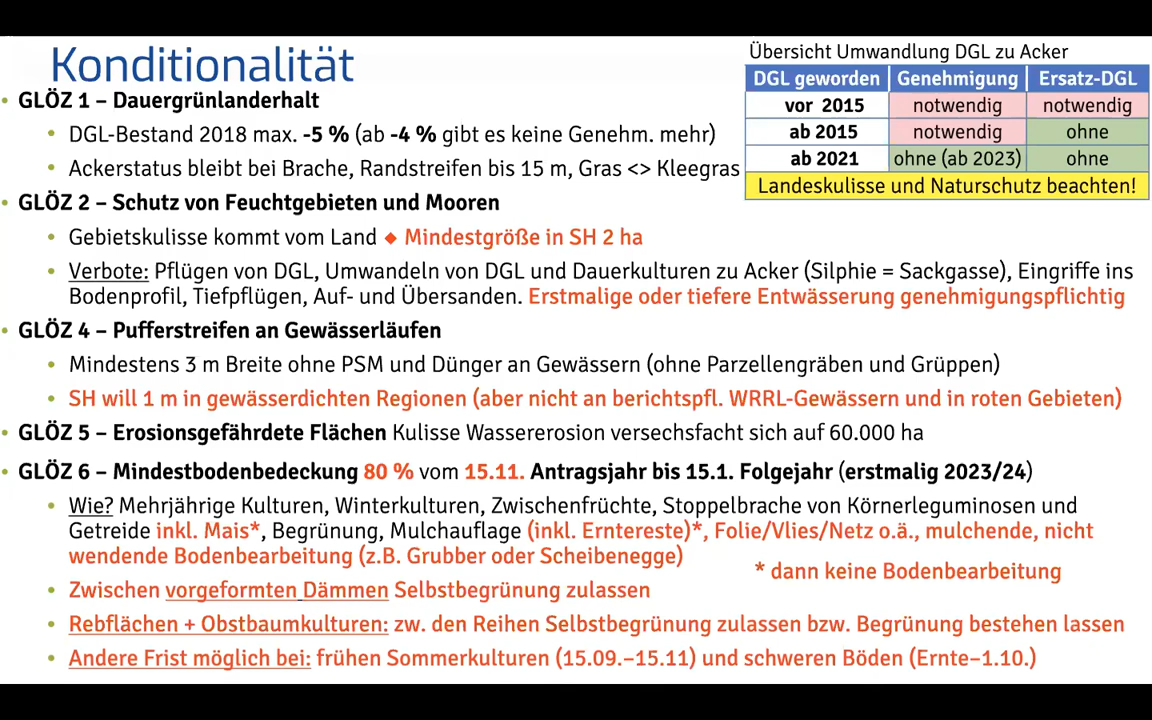 Konditionalität
• GLÖZ 1 – Dauergrünlanderhalt
• DGL-Bestand 2018 max. -5 % (ab -4 % gibt es keine Genehm. mehr)
• Ackerstatus bleibt bei Brache, Randstreifen bis 15 m, Gras <> Kleegras
Übersicht Umwandlung DGL zu Acker
DGL geworden Genehmigung Ersatz-DGL
vor 2015 notwendig notwendig
ab 2015 notwendig ohne
ab 2021 ohne (ab 2023) ohne
Landeskulisse und Naturschutz beachten!
• GLÖZ 2 – Schutz von Feuchtgebieten und Mooren
• Gebietskulisse kommt vom Land ◆ Mindestgröße in SH 2 ha
• Verbote: Pflügen von DGL, Umwandeln von DGL und Dauerkulturen zu Acker (Silphie = Sackgasse), Eingriffe ins
Bodenprofil, Tiefpflügen, Auf- und Übersanden. Erstmalige oder tiefere Entwässerung genehmigungspflichtig
• GLÖZ 4 – Pufferstreifen an Gewässerläufen
• Mindestens 3 m Breite ohne PSM und Dünger an Gewässern (ohne Parzellengräben und Grüppen)
• SH will 1 m in gewässerdichten Regionen (aber nicht an berichtspfl. WRRL-Gewässern und in roten Gebieten)
• GLÖZ 5 – Erosionsgefährdete Flächen Kulisse Wassererosion versechsfacht sich auf 60.000 ha
• GLÖZ 6 – Mindestbodenbedeckung 80 % vom 15.11. Antragsjahr bis 15.1. Folgejahr (erstmalig 2023/24)
• Wie? Mehrjährige Kulturen, Winterkulturen, Zwischenfrüchte, Stoppelbrache von Körnerleguminosen und
Getreide inkl. Mais*, Begrünung, Mulchauflage (inkl. Erntereste)*, Folie/Vlies/Netz o.ä., mulchende, nicht
wendende Bodenbearbeitung (z.B. Grubber oder Scheibenegge)
* dann keine Bodenbearbeitung
• Zwischen vorgeformten Dämmen Selbstbegrünung zulassen
• Rebflächen + Obstbaumkulturen: zw. den Reihen Selbstbegrünung zulassen bzw. Begrünung bestehen lassen
• Andere Frist möglich bei: frühen Sommerkulturen (15.09.–15.11) und schweren Böden (Ernte–1.10.)